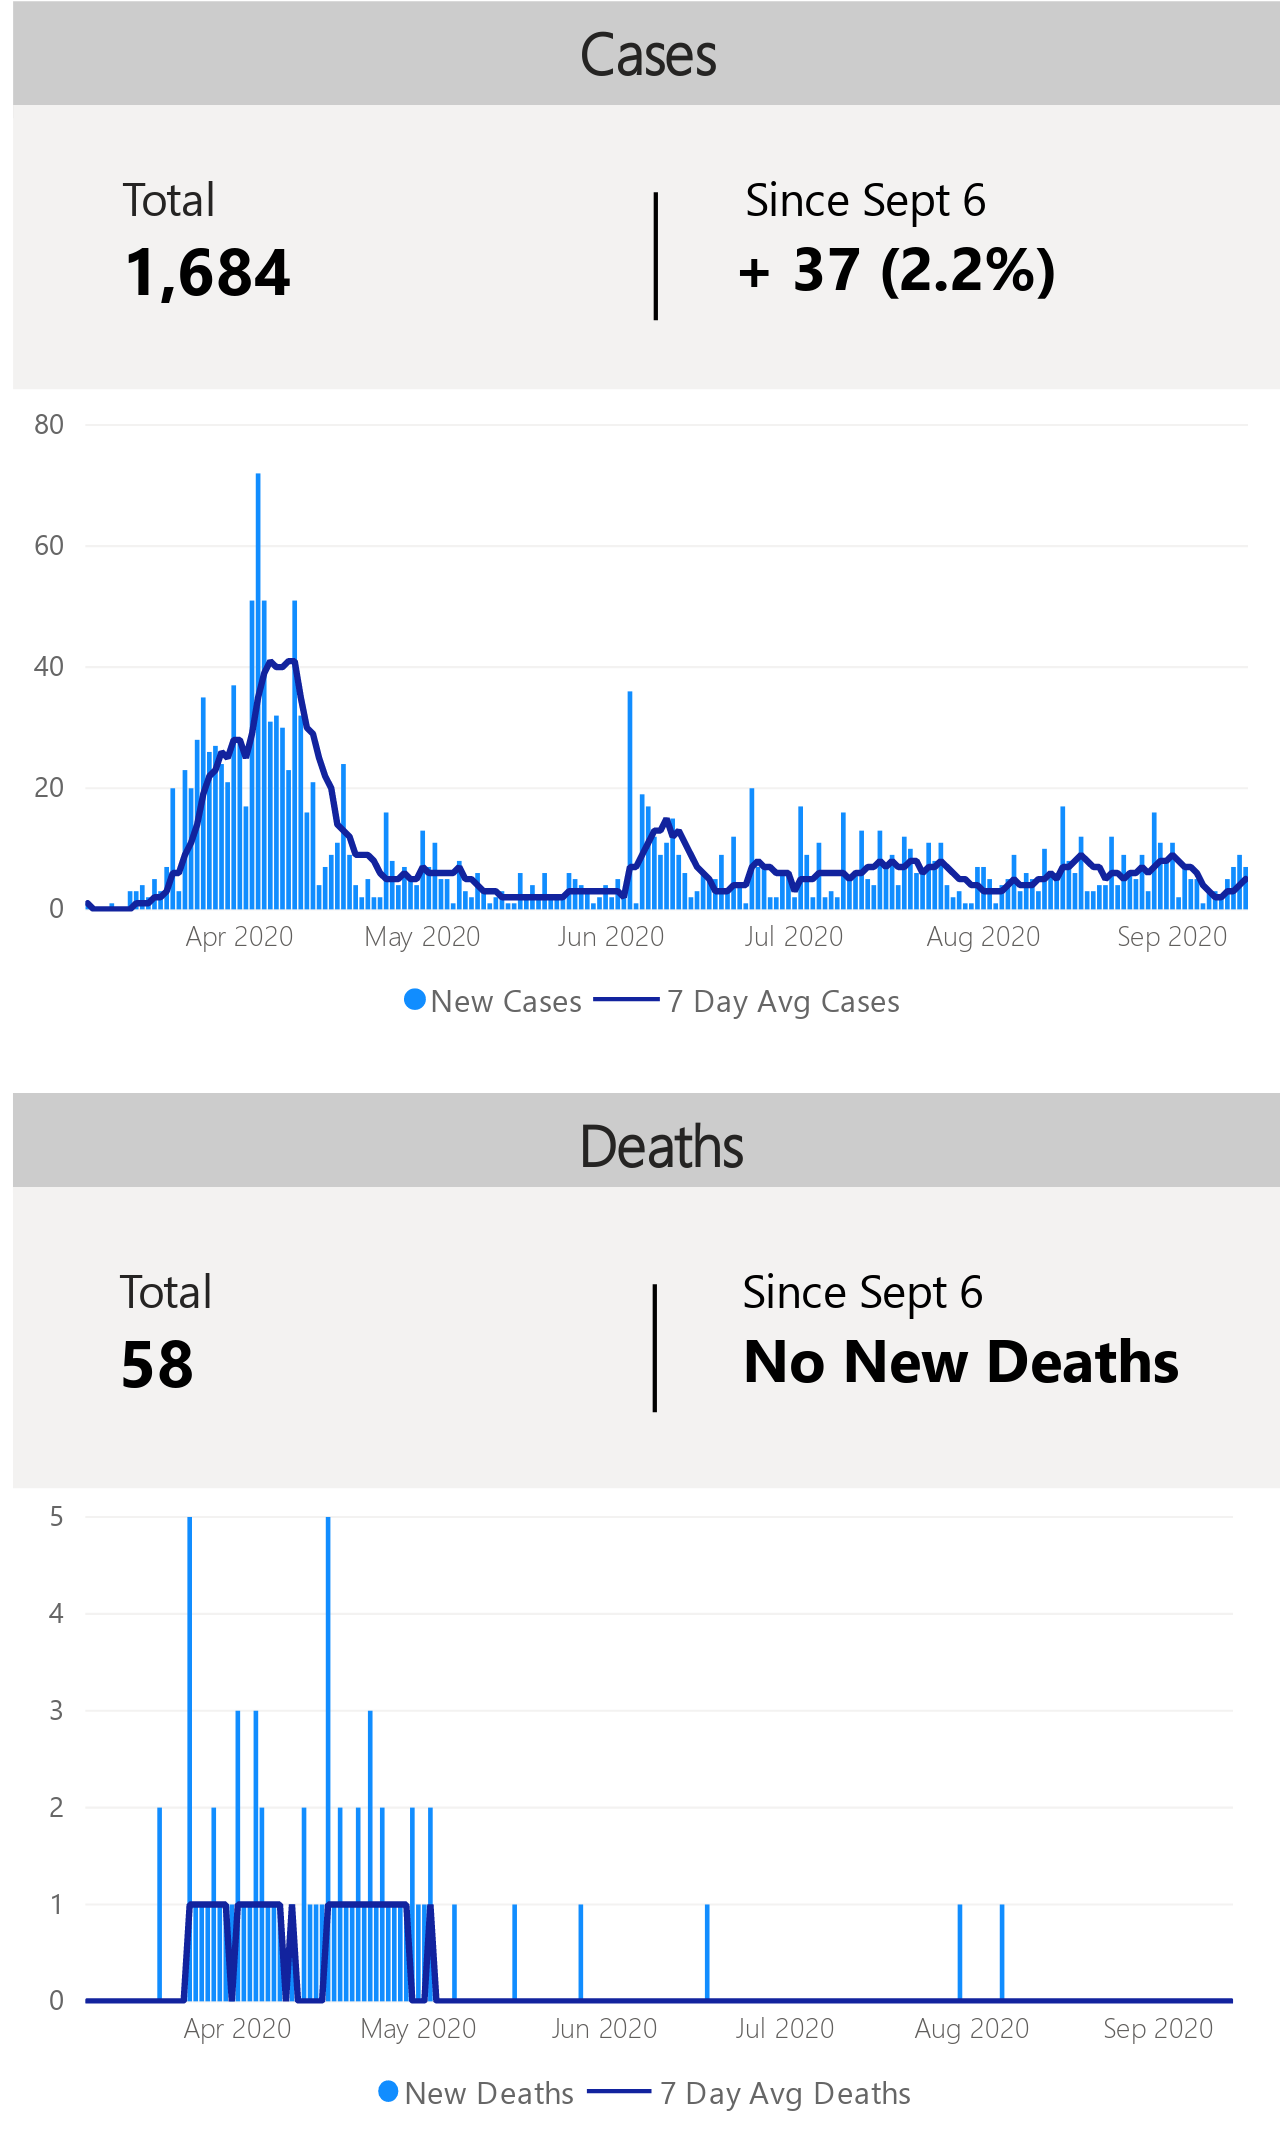 Cases
Total
Since Sept 6
1,684
+ 37 (2.2%)
80
60
40
20
0
Apr 2020
May 2020
Jun 2020
Jul 2020
Aug 2020
Sep 2020
New Cases
7 Day Avg Cases
Deaths
Total
Since Sept 6
58
No New Deaths
5
4
3
2
1
0
Apr 2020
May 2020
Jun 2020
Jul 2020
Aug 2020
Sep 2020
New Deaths
7 Day Avg Deaths